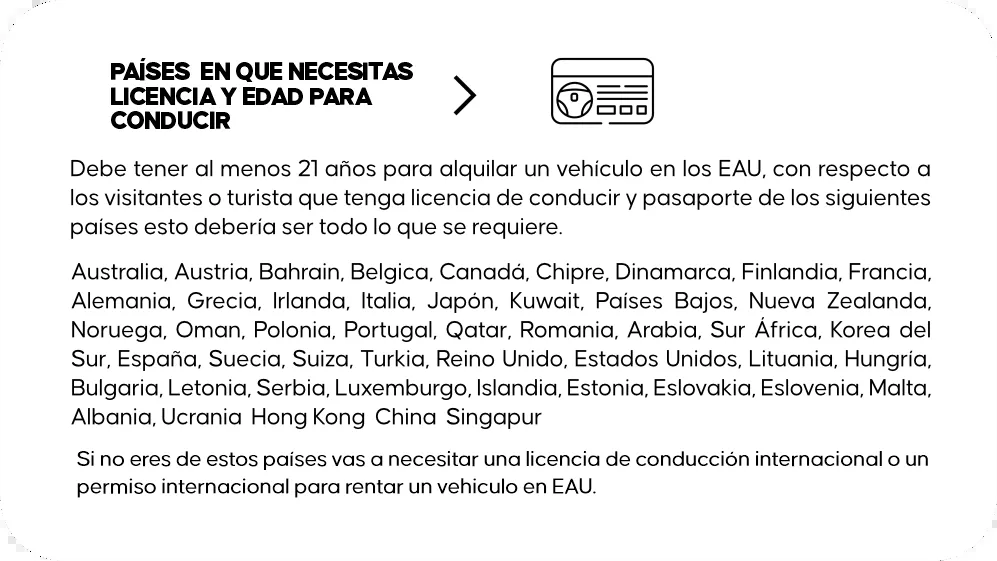 PAÍSES EN QUE NECESITAS
LICENCIA Y EDAD PARA
CONDUCIR
Debe tener al menos 21 años para alquilar un vehículo en los EAU, con respecto a
los visitantes o turista que tenga licencia de conducir y pasaporte de los siguientes
países esto debería ser todo lo que se requiere.
Australia, Austria, Bahrain, Belgica, Canadá, Chipre, Dinamarca, Finlandia, Francia,
Alemania, Grecia, Irlanda, Italia, Japón, Kuwait, Países Bajos, Nueva Zealanda,
Noruega, Oman, Polonia, Portugal, Qatar, Romania, Arabia, Sur África, Korea del
Sur, España, Suecia, Suiza, Turkia, Reino Unido, Estados Unidos, Lituania, Hungría,
Bulgaria, Letonia, Serbia, Luxemburgo, Islandia, Estonia, Eslovakia, Eslovenia, Malta,
Albania, Ucrania Hong Kong China Singapur
Si no eres de estos países vas a necesitar una licencia de conducción internacional o un
permiso internacional para rentar un vehiculo en EAU.